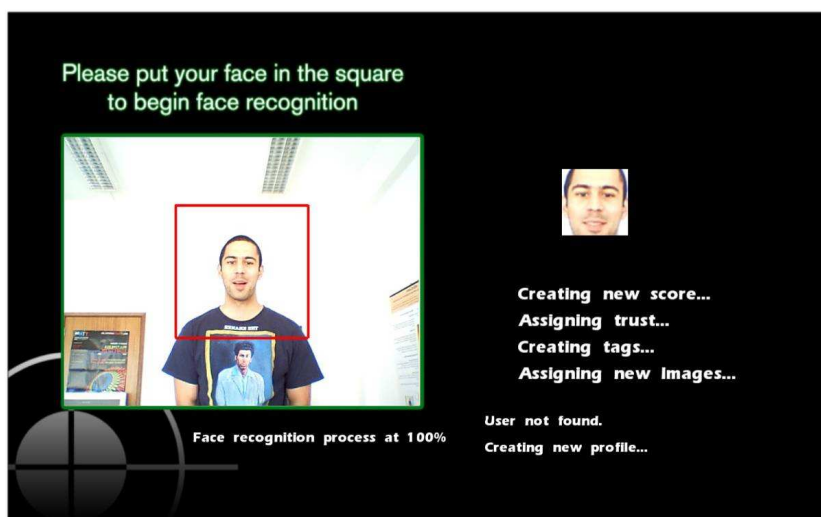 Please put your face in the square
to begin face recognition
Creating new score...
Assigning trust...
Creating tags...
Assigning new Images...
Face recognition process at 100%
User not found.
Creating new profile...